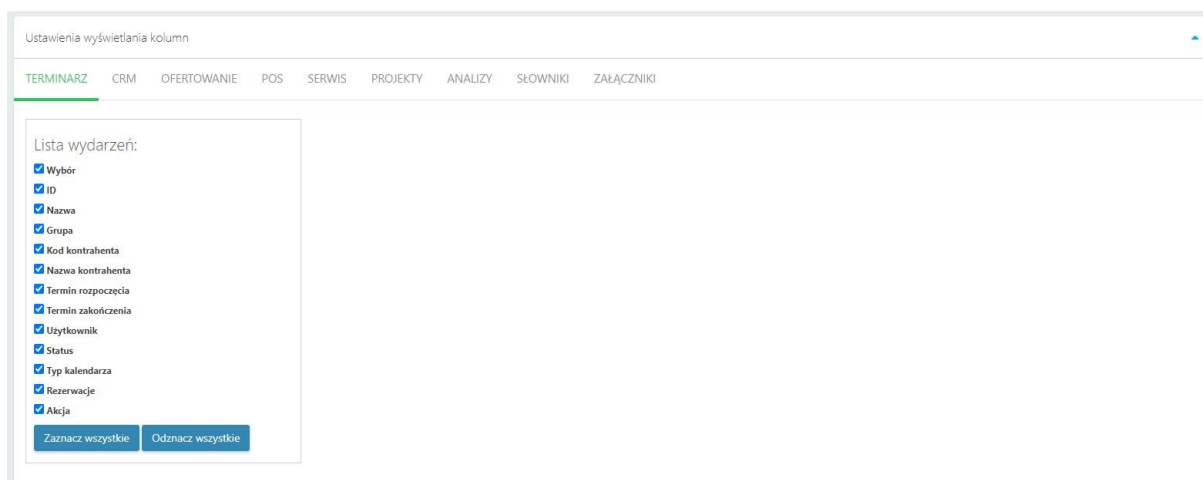 Ustawienia wyświetlania kolumn
TERMINARZ CRM OFERTOWANIE POS SERWIS PROJEKTY ANALIZY SŁOWNIKI ZAŁĄCZNIKI
Lista wydarzeń:
Wybór
ID
Nazwa
Grupa
Kod kontrahenta
Nazwa kontrahenta
Termin rozpoczęcia
Termin zakończenia
Użytkownik
Status
Typ kalendarza
Rezerwacje
Akcja
Zaznacz wszystkie Odznacz wszystkie